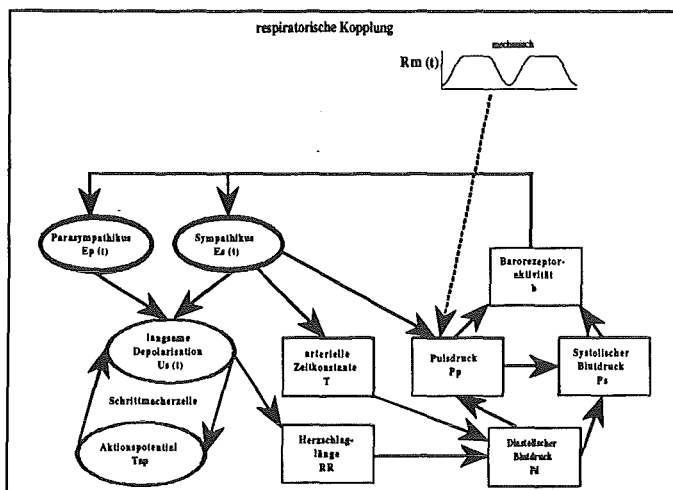 respiratorische Kopplung
mechanisch
Rm (t)
Parasympathikus
Ep (t)
Sympathikus
Es (t)
Barorezeptor-
aktivität
b
langsame
Depolarisation
Us (t)
arterielle
Zeitkonstante
T
Pulsdruck
Pp
Systolischer
Blutdruck
Ps
Schrittmacherzelle
Aktionspotential
Tap
Herzschlag-
länge
RR
Diastolischer
Blutdruck
Pd